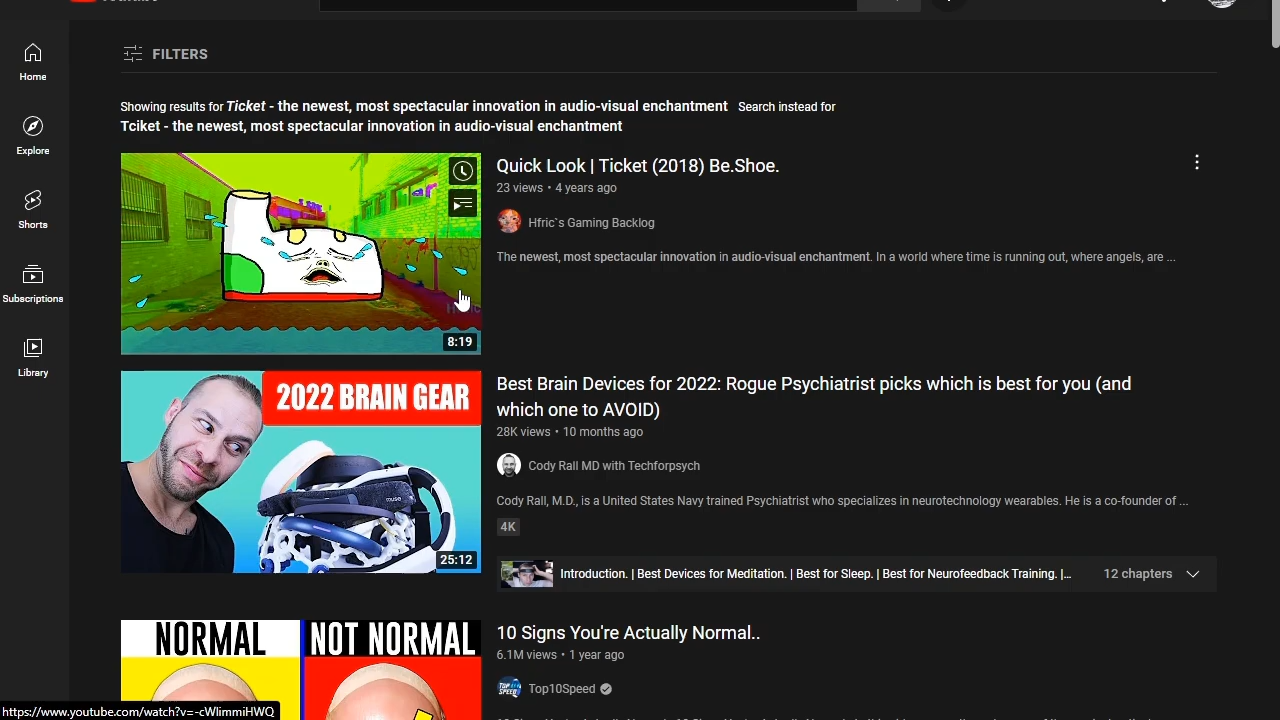 FILTERS
Showing results for Ticket - the newest, most spectacular innovation in audio-visual enchantment Search instead for
Tciket - the newest, most spectacular innovation in audio-visual enchantment
Home
Explore
Shorts
Subscriptions
Library
Quick Look | Ticket (2018) Be.Shoe.
23 views • 4 years ago
Hfric`s Gaming Backlog
The newest, most spectacular innovation in audio-visual enchantment. In a world where time is running out, where angels, are ...
8:19
2022 BRAIN GEAR
muse
25:12
Best Brain Devices for 2022: Rogue Psychiatrist picks which is best for you (and
which one to AVOID)
28K views • 10 months ago
Cody Rall MD with Techforpsych
Cody Rall, M.D., is a United States Navy trained Psychiatrist who specializes in neurotechnology wearables. He is a co-founder of ...
4K
Introduction. | Best Devices for Meditation. | Best for Sleep. | Best for Neurofeedback Training. |...
12 chapters
NORMAL
NOT NORMAL
10 Signs You're Actually Normal..
6.1M views • 1 year ago
TOP SPEED
Top10Speed
https://www.youtube.com/watch?v=-cWlimmiHWQ